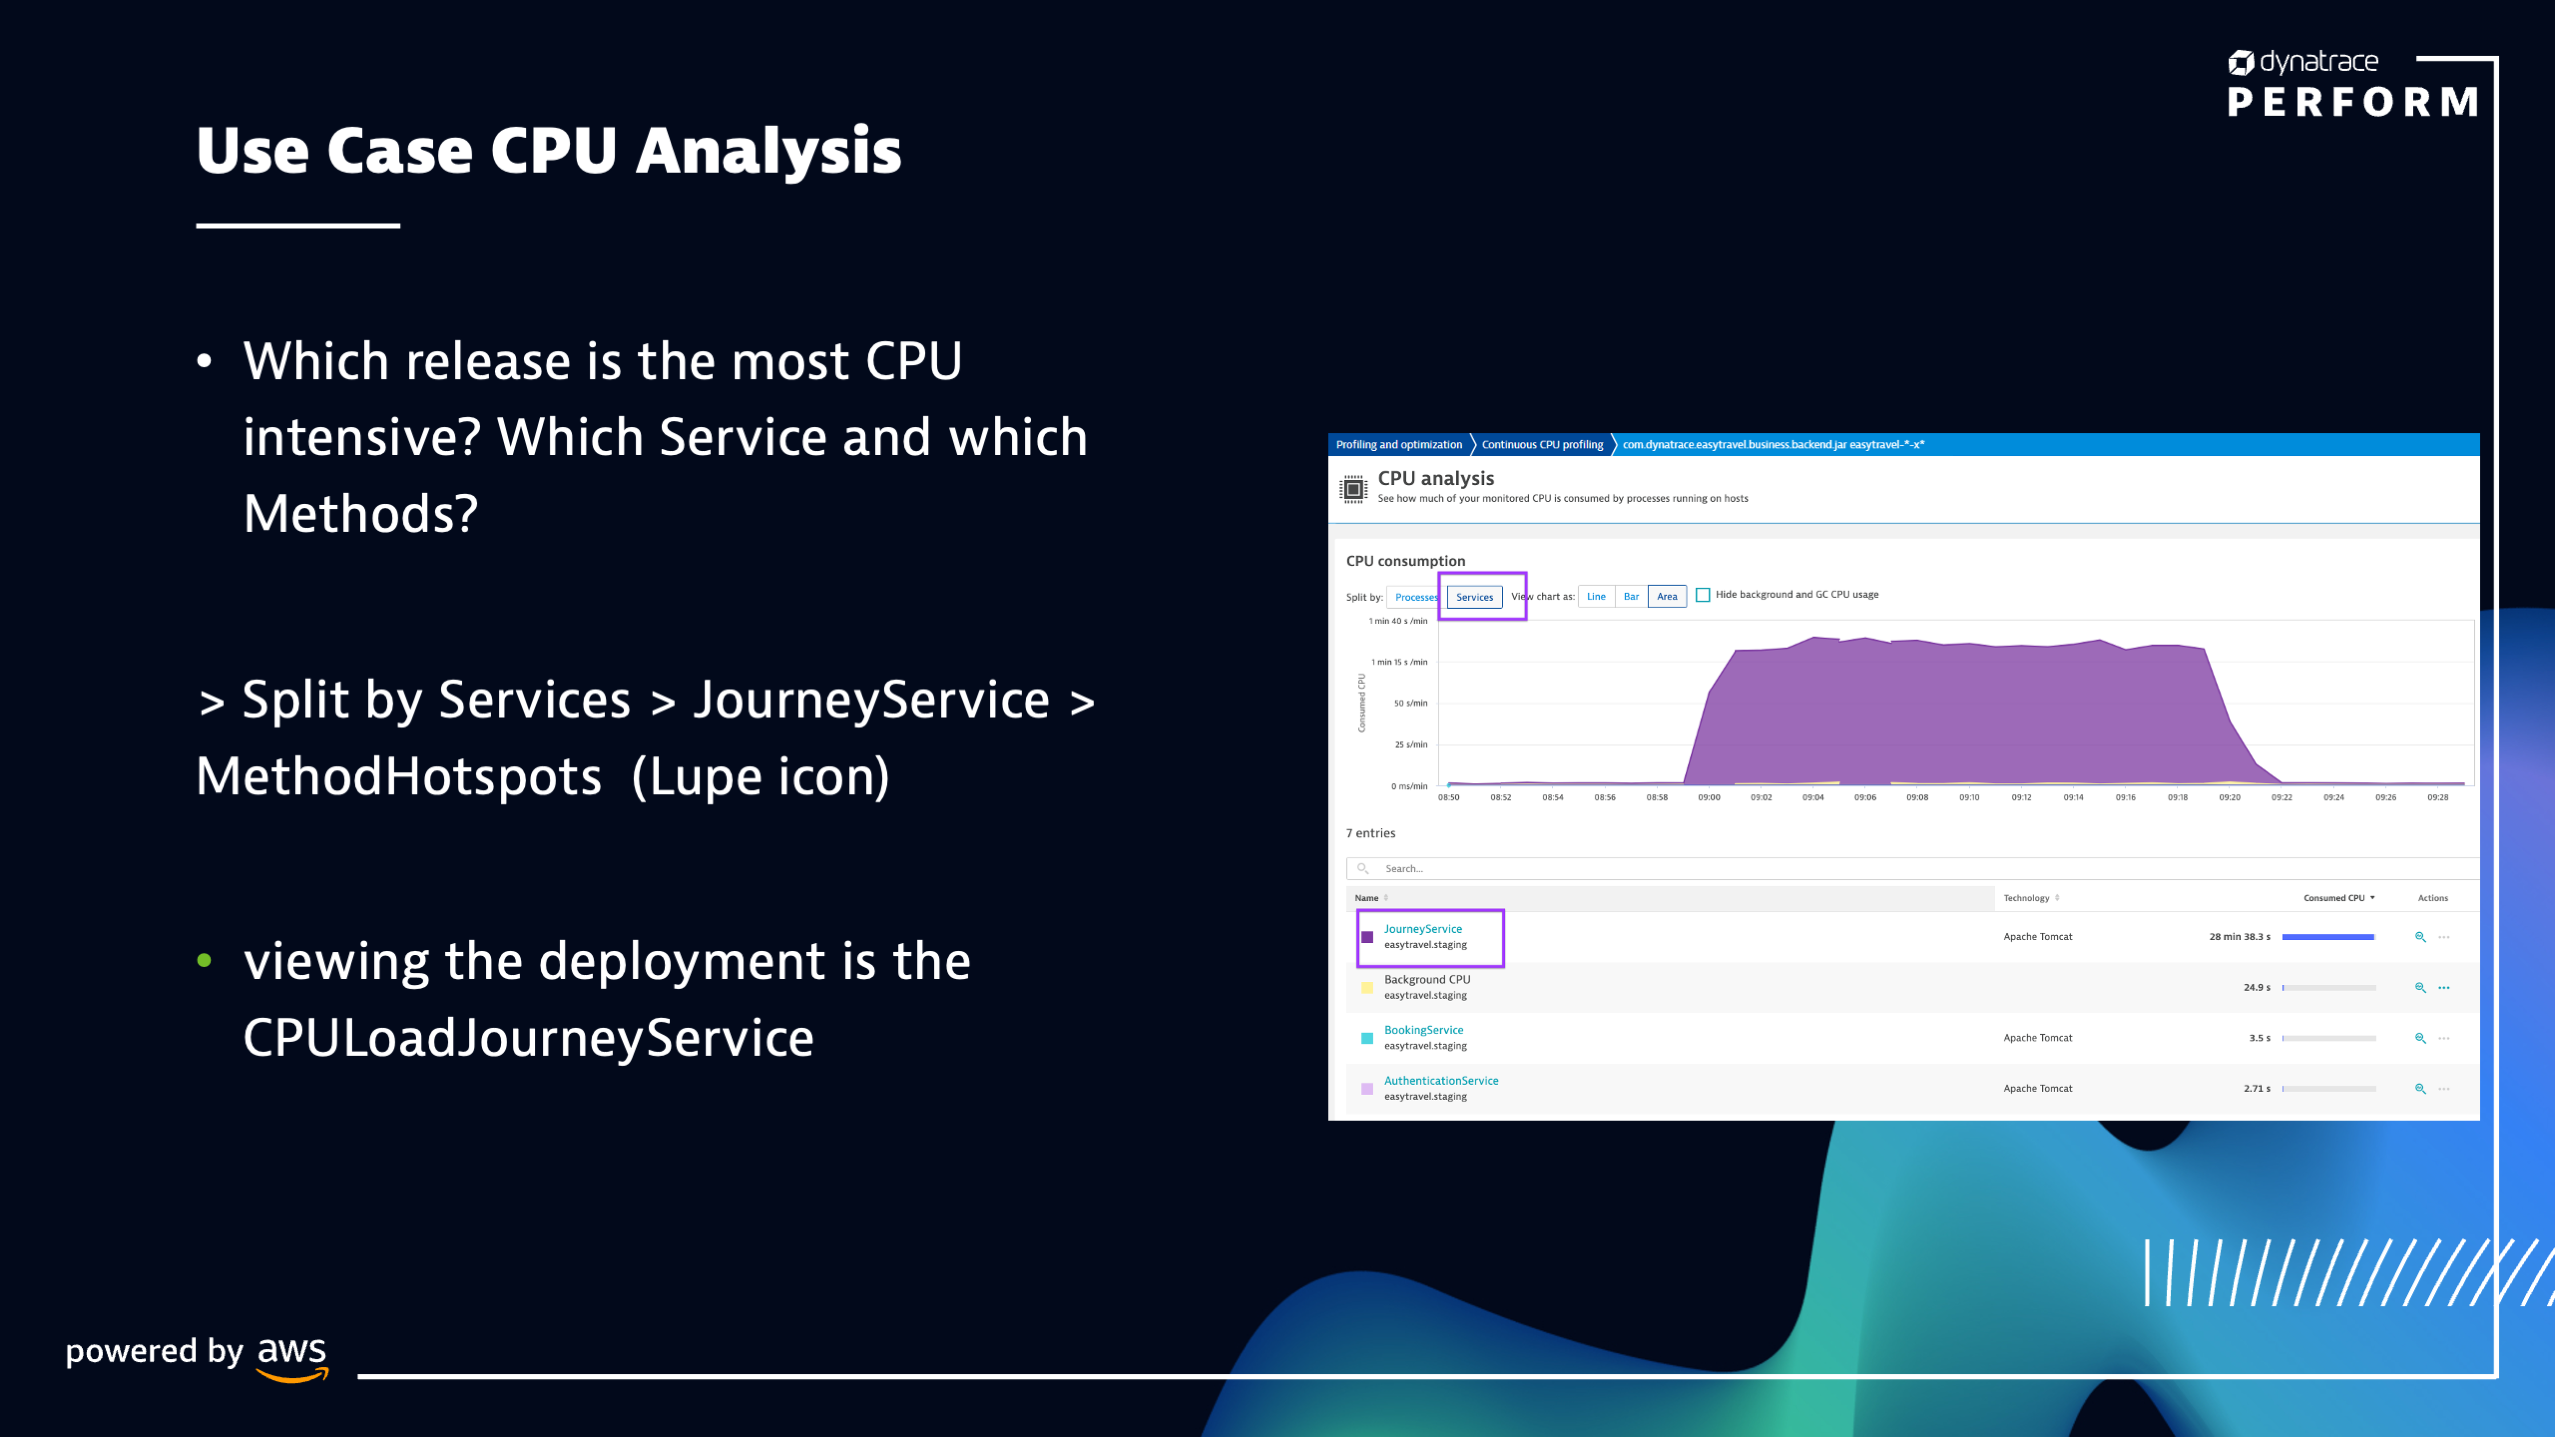 dynatrace
PERFORM
Use Case CPU Analysis
• Which release is the most CPU
intensive? Which Service and which
Methods?
> Split by Services > JourneyService >
MethodHotspots  (Lupe icon)
• viewing the deployment is the
CPULoadJourneyService
Profiling and optimization Continuous CPU profiling com.dynatrace.easytravel.business.backend.jar easytravel-*-x*
CPU analysis
See how much of your monitored CPU is consumed by processes running on hosts
CPU consumption
Split by: Processes Services View chart as: Line Bar Area Hide background and GC CPU usage
1 min 40 s /min
1 min 15 s /min
50 s/min
25 s/min
0 ms/min
Consumed CPU
08:50 08:52 08:54 08:56 08:58 09:00 09:02 09:04 09:06 09:08 09:10 09:12 09:14 09:16 09:18 09:20 09:22 09:24 09:26 09:28
7 entries
Search...
Name Technology Consumed CPU Actions
JourneyService
easytravel.staging
Apache Tomcat 28 min 38.3 s
Background CPU
easytravel.staging
24.9 s
BookingService
easytravel.staging
Apache Tomcat 3.5 s
AuthenticationService
easytravel.staging
Apache Tomcat 2.71 s
powered by aws